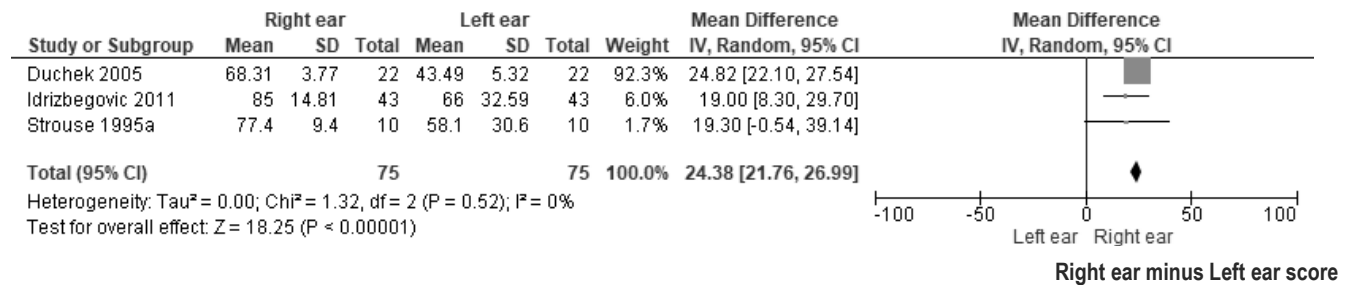 Right ear Left ear Mean Difference Mean Difference
Study or Subgroup Mean SD Total Mean SD Total Weight IV, Random, 95% CI IV, Random, 95% CI
Duchek 2005 68.31 3.77 22 43.49 5.32 22 92.3% 24.82 [22.10, 27.54]
Idrizbegovic 2011 85 14.81 43 66 32.59 43 6.0% 19.00 [8.30, 29.70]
Strouse 1995a 77.4 9.4 10 58.1 30.6 10 1.7% 19.30 [-0.54, 39.14]
Total (95% CI) 75 75 100.0% 24.38 [21.76, 26.99]
Heterogeneity: Tau² = 0.00; Chi² = 1.32, df = 2 (P = 0.52); I² = 0%
Test for overall effect: Z = 18.25 (P < 0.00001)
-100 -50 0 50 100
Left ear Right ear
Right ear minus Left ear score